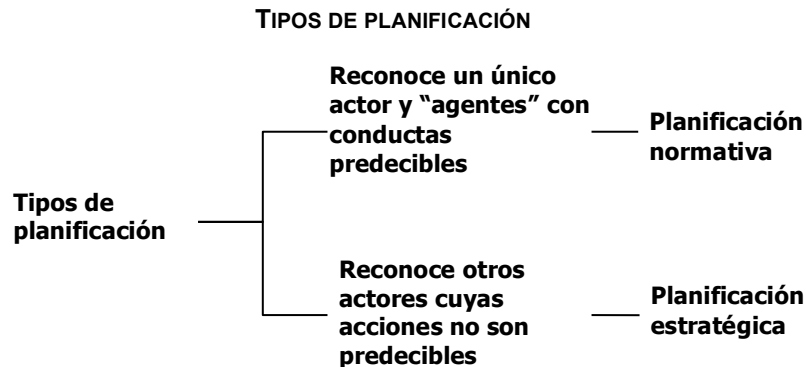 TIPOS DE PLANIFICACIÓN
Reconoce un único
actor y “agentes” con
conductas
predecibles
Planificación
normativa
Tipos de
planificación
Reconoce otros
actores cuyas
acciones no son
predecibles
Planificación
estratégica